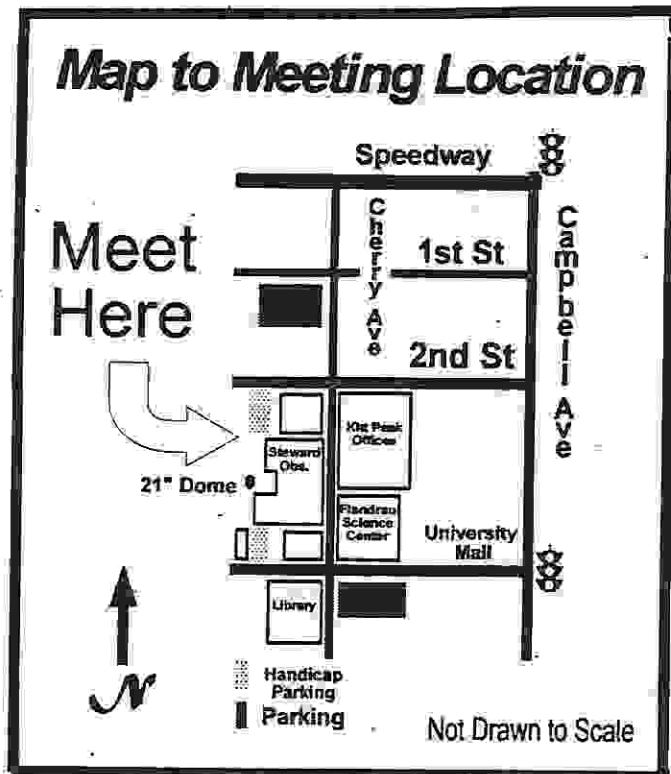 Map to Meeting Location
Speedway
Cherry Ave
Campbell Ave
1st St
Meet
Here
2nd St
Kitt Peak
Offices
Steward
Obs.
21" Dome
Flandrau
Science
Center
University
Mall
Library
N
Handicap
Parking
Parking
Not Drawn to Scale